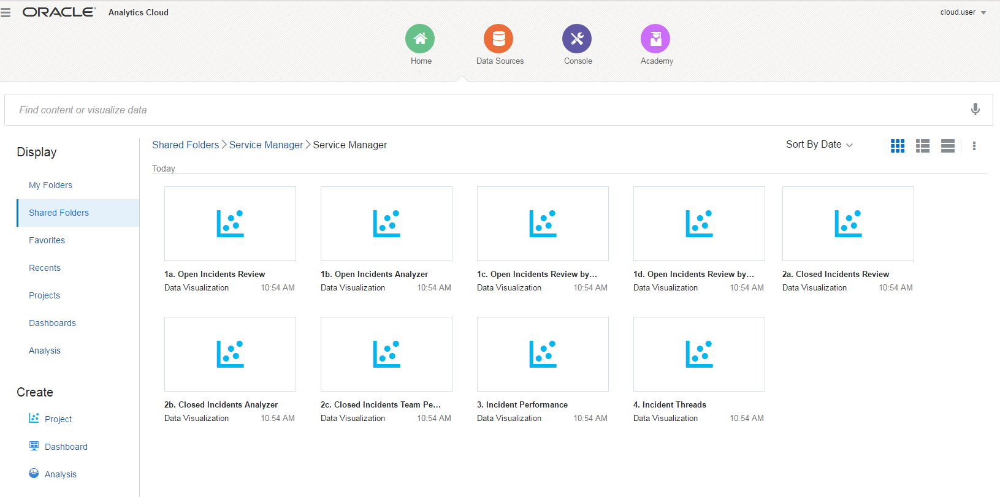 ORACLE Analytics Cloud
cloud.user
Home
Data Sources
Console
Academy
Find content or visualize data
Display
My Folders
Shared Folders
Favorites
Recents
Projects
Dashboards
Analysis
Create
Project
Dashboard
Analysis
Shared Folders > Service Manager > Service Manager
Sort By Date
Today
1a. Open Incidents Review
Data Visualization 10:54 AM
1b. Open Incidents Analyzer
Data Visualization 10:54 AM
1c. Open Incidents Review by...
Data Visualization 10:54 AM
1d. Open Incidents Review by...
Data Visualization 10:54 AM
2a. Closed Incidents Review
Data Visualization 10:54 AM
2b. Closed Incidents Analyzer
Data Visualization 10:54 AM
2c. Closed Incidents Team Pe...
Data Visualization 10:54 AM
3. Incident Performance
Data Visualization 10:54 AM
4. Incident Threads
Data Visualization 10:54 AM